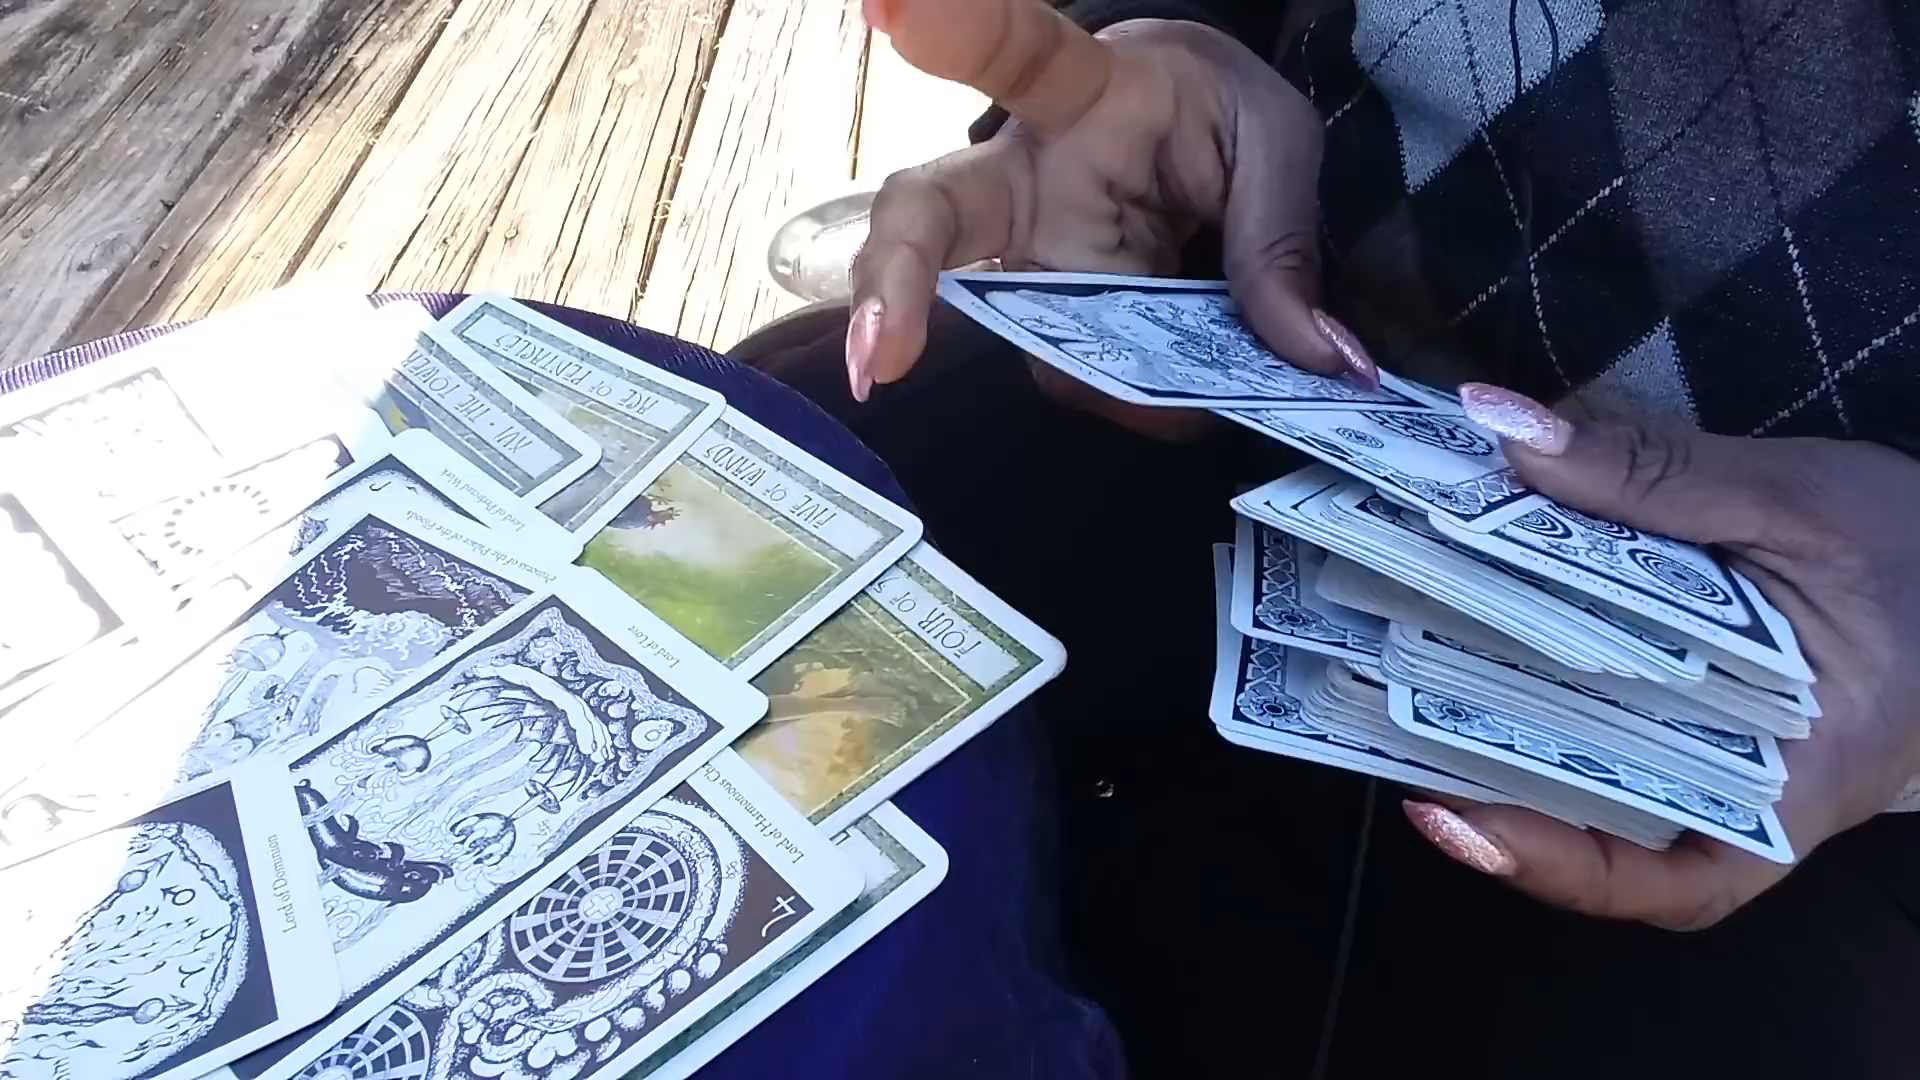 ACE OF PENTACLES
XVI · THE TOWER
FIVE OF WANDS
FOUR OF S
Lord of Perfected Work
Princess of the Palace of the Floods
Lord of Love
Lord of Harmonious Ch
4
Lord of Dominion